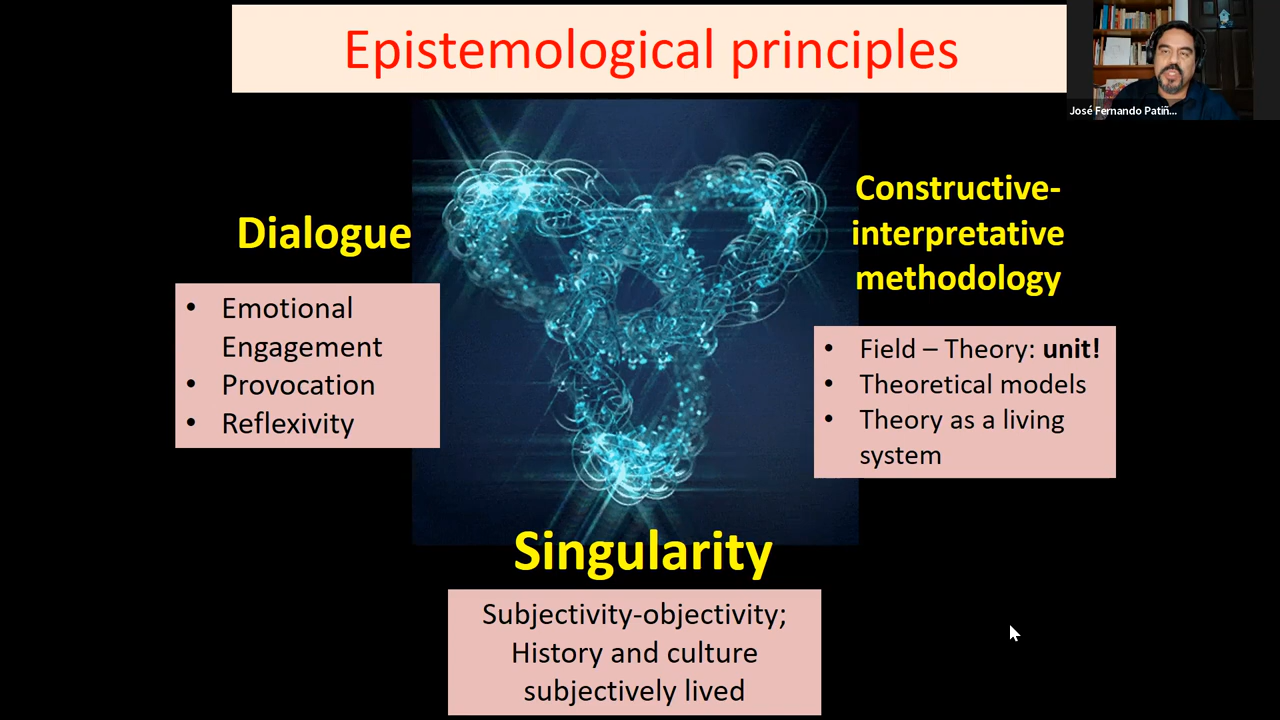 Epistemological principles
José Fernando Patiñ...
Dialogue
• Emotional
Engagement
• Provocation
• Reflexivity
Constructive-
interpretative
methodology
• Field – Theory: unit!
• Theoretical models
• Theory as a living
system
Singularity
Subjectivity-objectivity;
History and culture
subjectively lived